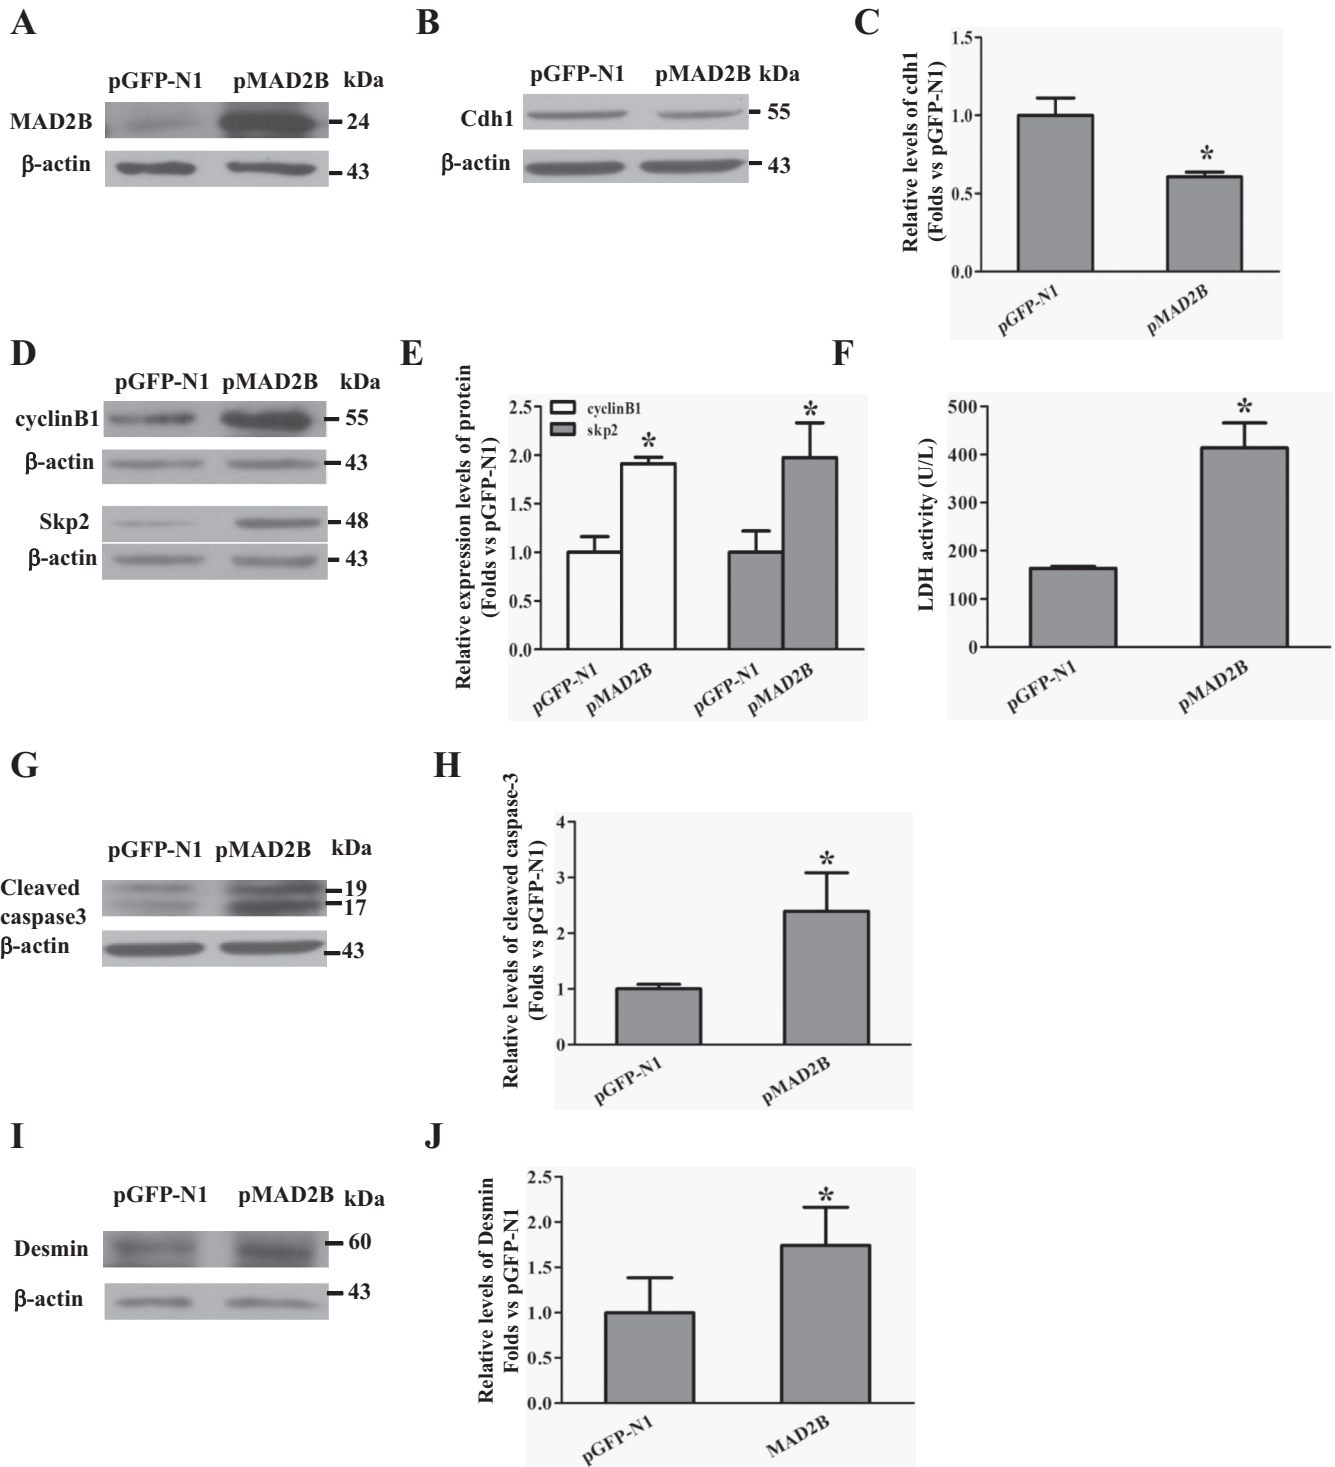 A
pGFP-N1 pMAD2B kDa
MAD2B
24
β-actin
43
B
pGFP-N1 pMAD2B kDa
Cdh1
55
β-actin
43
C
Relative levels of cdh1
(Folds vs pGFP-N1)
1.5
1.0
0.5
0.0
*
pGFP-N1
pMAD2B
D
pGFP-N1 pMAD2B kDa
cyclinB1
55
β-actin
43
Skp2
48
β-actin
43
E
Relative expression levels of protein
(Folds vs pGFP-N1)
2.5
2.0
1.5
1.0
0.5
0.0
cyclinB1
skp2
*
*
pGFP-N1
pMAD2B
pGFP-N1
pMAD2B
F
LDH activity (U/L)
500
400
300
200
100
0
*
pGFP-N1
pMAD2B
G
pGFP-N1 pMAD2B kDa
Cleaved
caspase3
19
17
β-actin
43
H
Relative levels of cleaved caspase-3
(Folds vs pGFP-N1)
4
3
2
1
0
*
pGFP-N1
pMAD2B
I
pGFP-N1 pMAD2B kDa
Desmin
60
β-actin
43
J
Relative levels of Desmin
Folds vs pGFP-N1
2.5
2.0
1.5
1.0
0.5
0.0
*
pGFP-N1
MAD2B